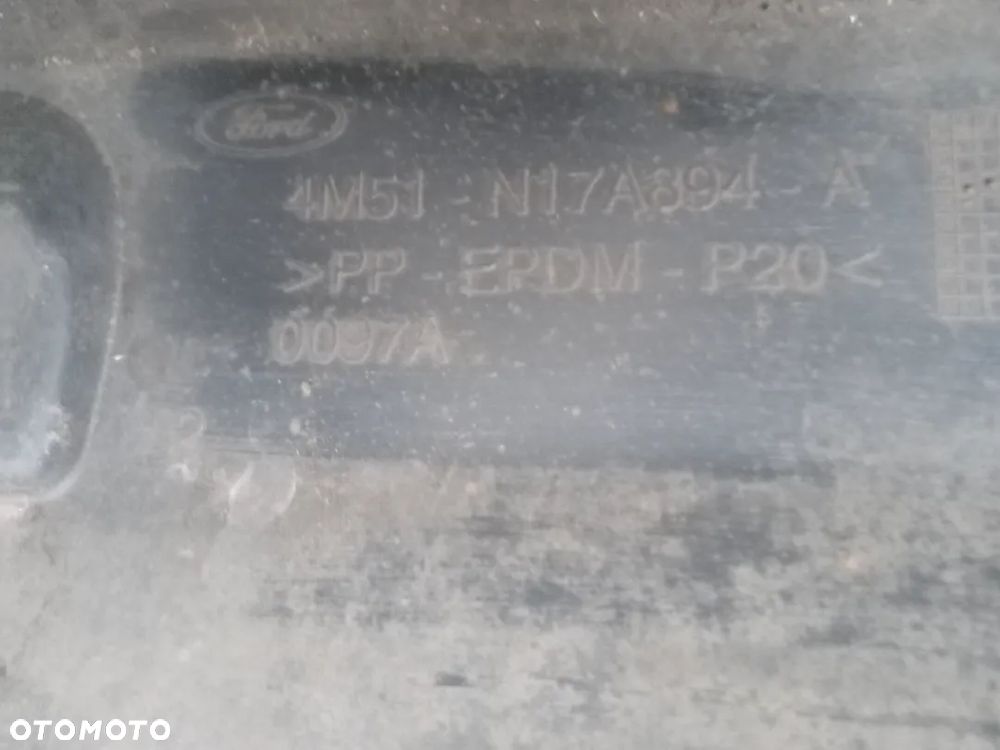 Ford
4M51 - N17A894 - A
>PP - EPDM - P20<
0097A
OTOMOTO